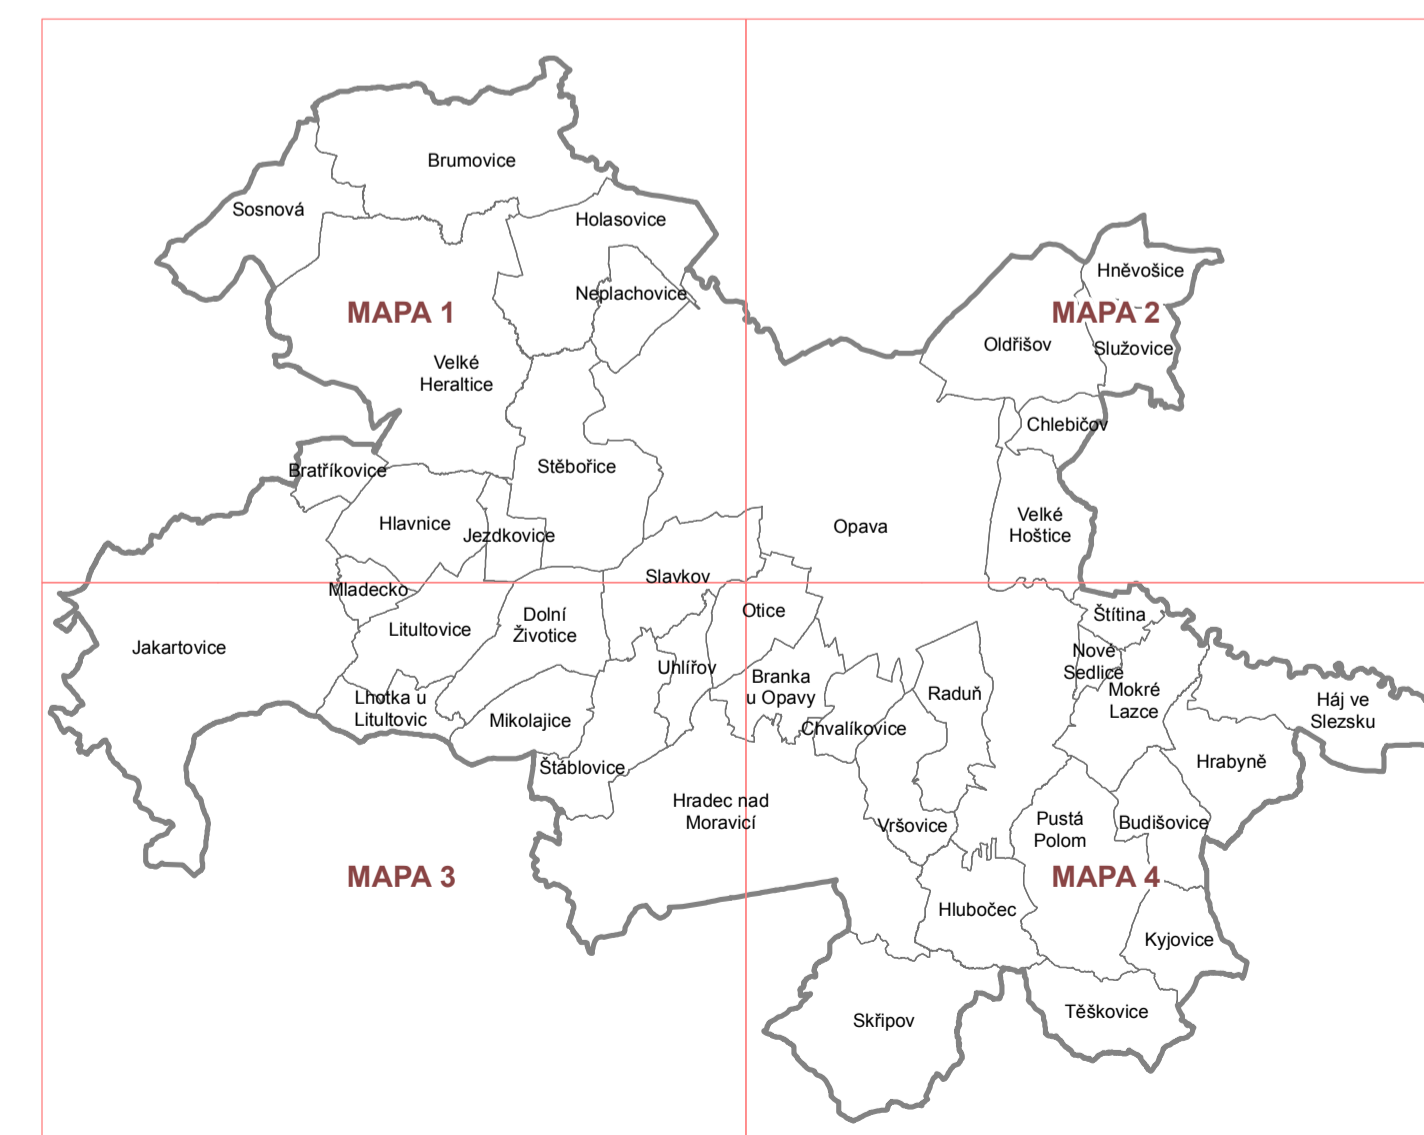 Brumovice
Sosnová
Holasovice
Neplachovice
MAPA 1
Velké
Heraltice
Hněvošice
MAPA 2
Oldřišov
Služovice
Chlebičov
Bratříkovice
Stěbořice
Hlavnice
Jezdkovice
Opava
Velké
Hoštice
Mladecko
Slavkov
Litultovice
Dolní
Životice
Otice
Štítina
Jakartovice
Uhlířov
Branka
u Opavy
Nové
Sedlice
Mokré
Lazce
Raduň
Háj ve
Slezsku
Lhotka u
Litultovic
Mikolajice
Chvalíkovice
Štáblovice
Hrabyně
Hradec nad
Moravicí
Vršovice
Pustá
Polom
Budišovice
MAPA 3
MAPA 4
Hlubočec
Kyjovice
Skřipov
Těškovice